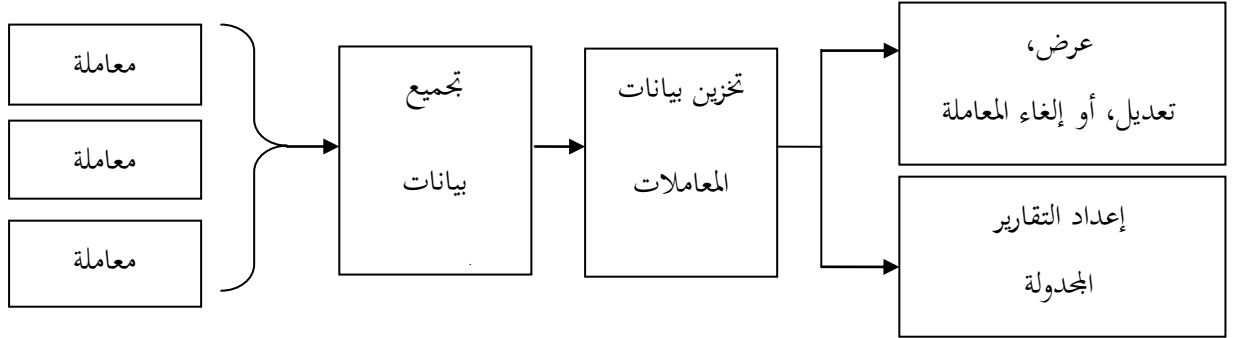 معاملة
معاملة
معاملة
تجميع
بيانات
تخزين بيانات
المعاملات
عرض،
تعديل، أو إلغاء المعاملة
إعداد التقارير
المجدولة